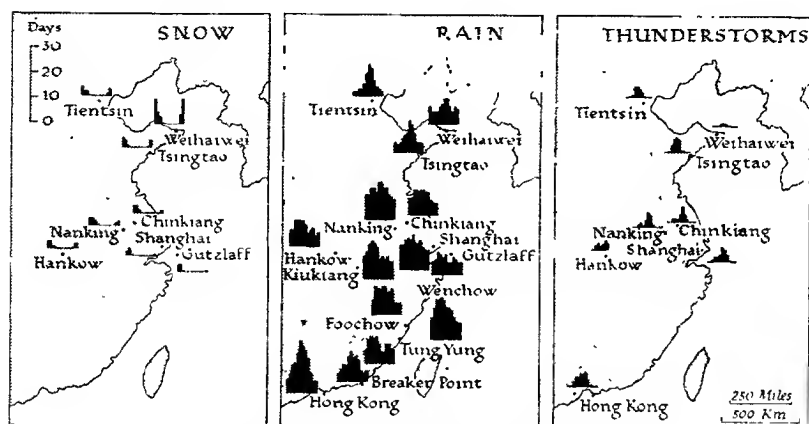 Days
30
20
10
0
SNOW
Tientsin
Weihaiwei
Tsingtao
Chinkiang
Nanking
Shanghai
Hankow
Gutzlaff
RAIN
Tientsin
Weihaiwei
Tsingtao
Nanking
Chinkiang
Shanghai
Hankow
Gutzlaff
Kiukiang
Wenchow
Foochow
Tung Yung
Breaker Point
Hong Kong
THUNDERSTORMS
Tientsin
Weihaiwei
Tsingtao
Nanking
Chinkiang
Shanghai
Hankow
Hong Kong
250 Miles
500 Km